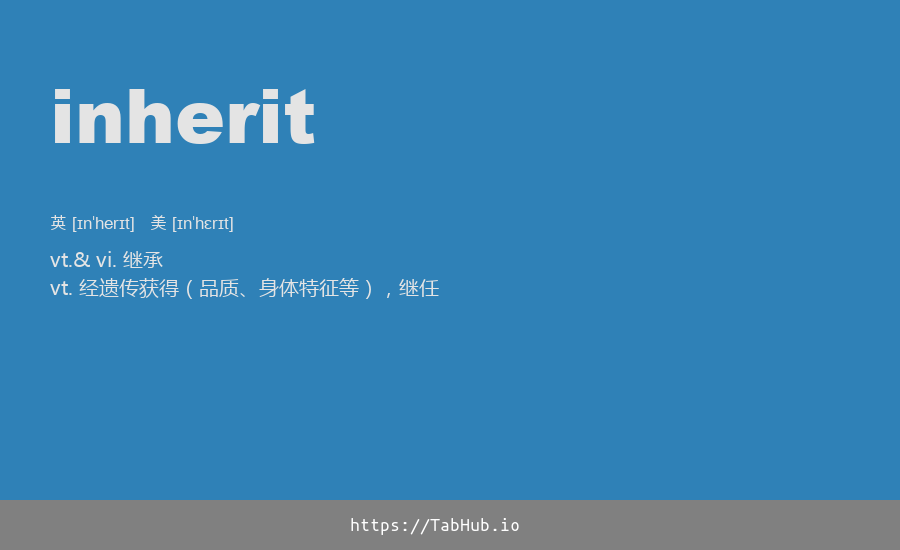 inherit
英 [ɪnˈherɪt] 美 [ɪnˈhɛrɪt]
vt.& vi. 继承
vt. 经遗传获得（品质、身体特征等），继任
https://TabHub.io